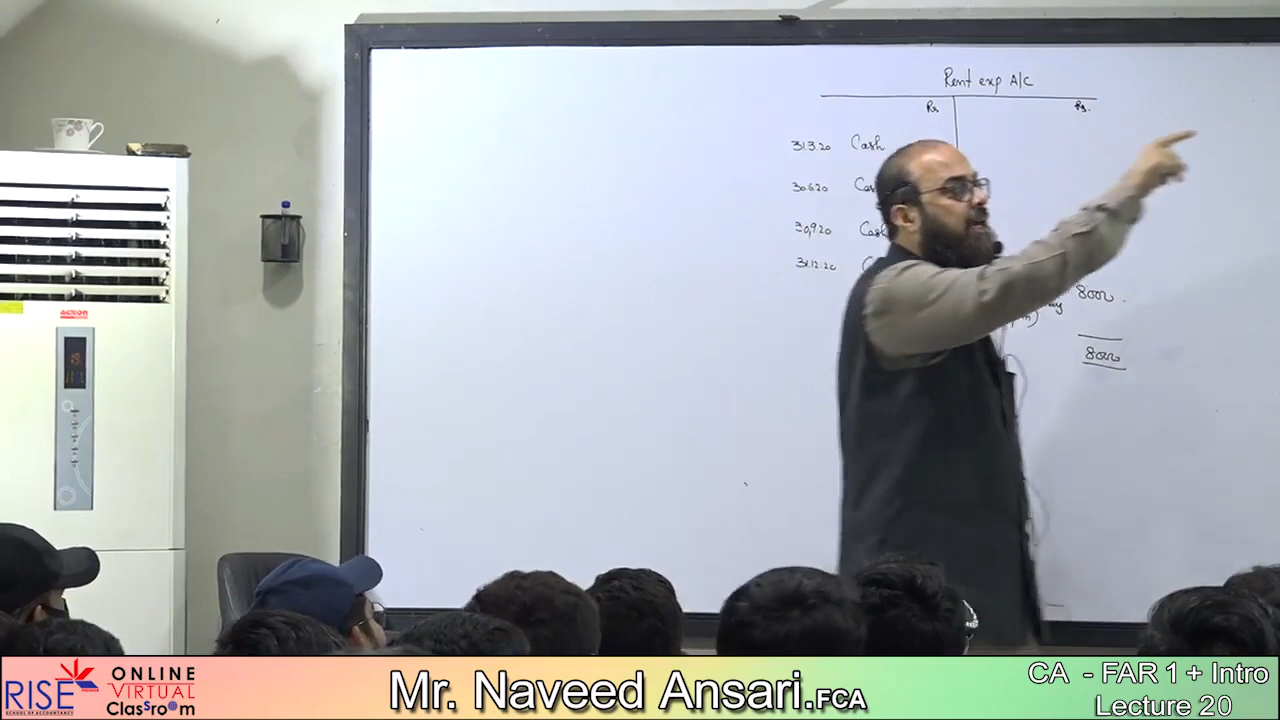 Rent exp A/C
Rs
Rs.
31.3.20 Cash
30.6.20
30.9.20 Cash
31.12.20
8000
8000
RISE
SCHOOL OF ACCOUNTANCY
ONLINE
VIRTUAL
ClassrOOm
Mr. Naveed Ansari.FCA
CA - FAR 1 + Intro
Lecture 20